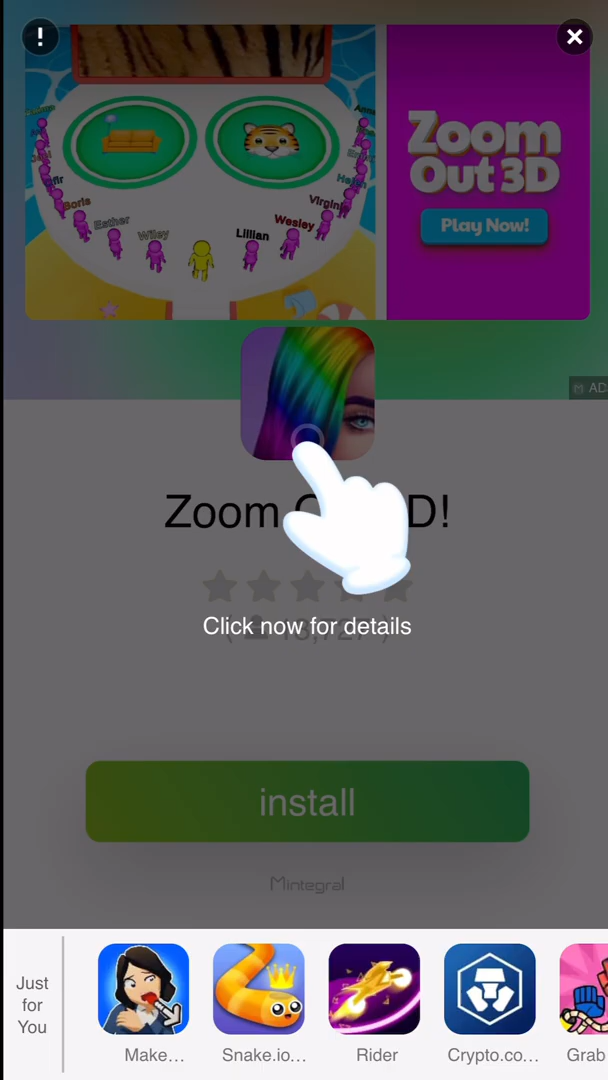 !
Esther
Boris
Wiley
Lillian
Wesley
Zoom
Out 3D
Play Now!
AD
Zoom
D!
Click now for details
install
Mintegral
Just
for
You
Make…
Snake.io…
Rider
Crypto.co…
Grab